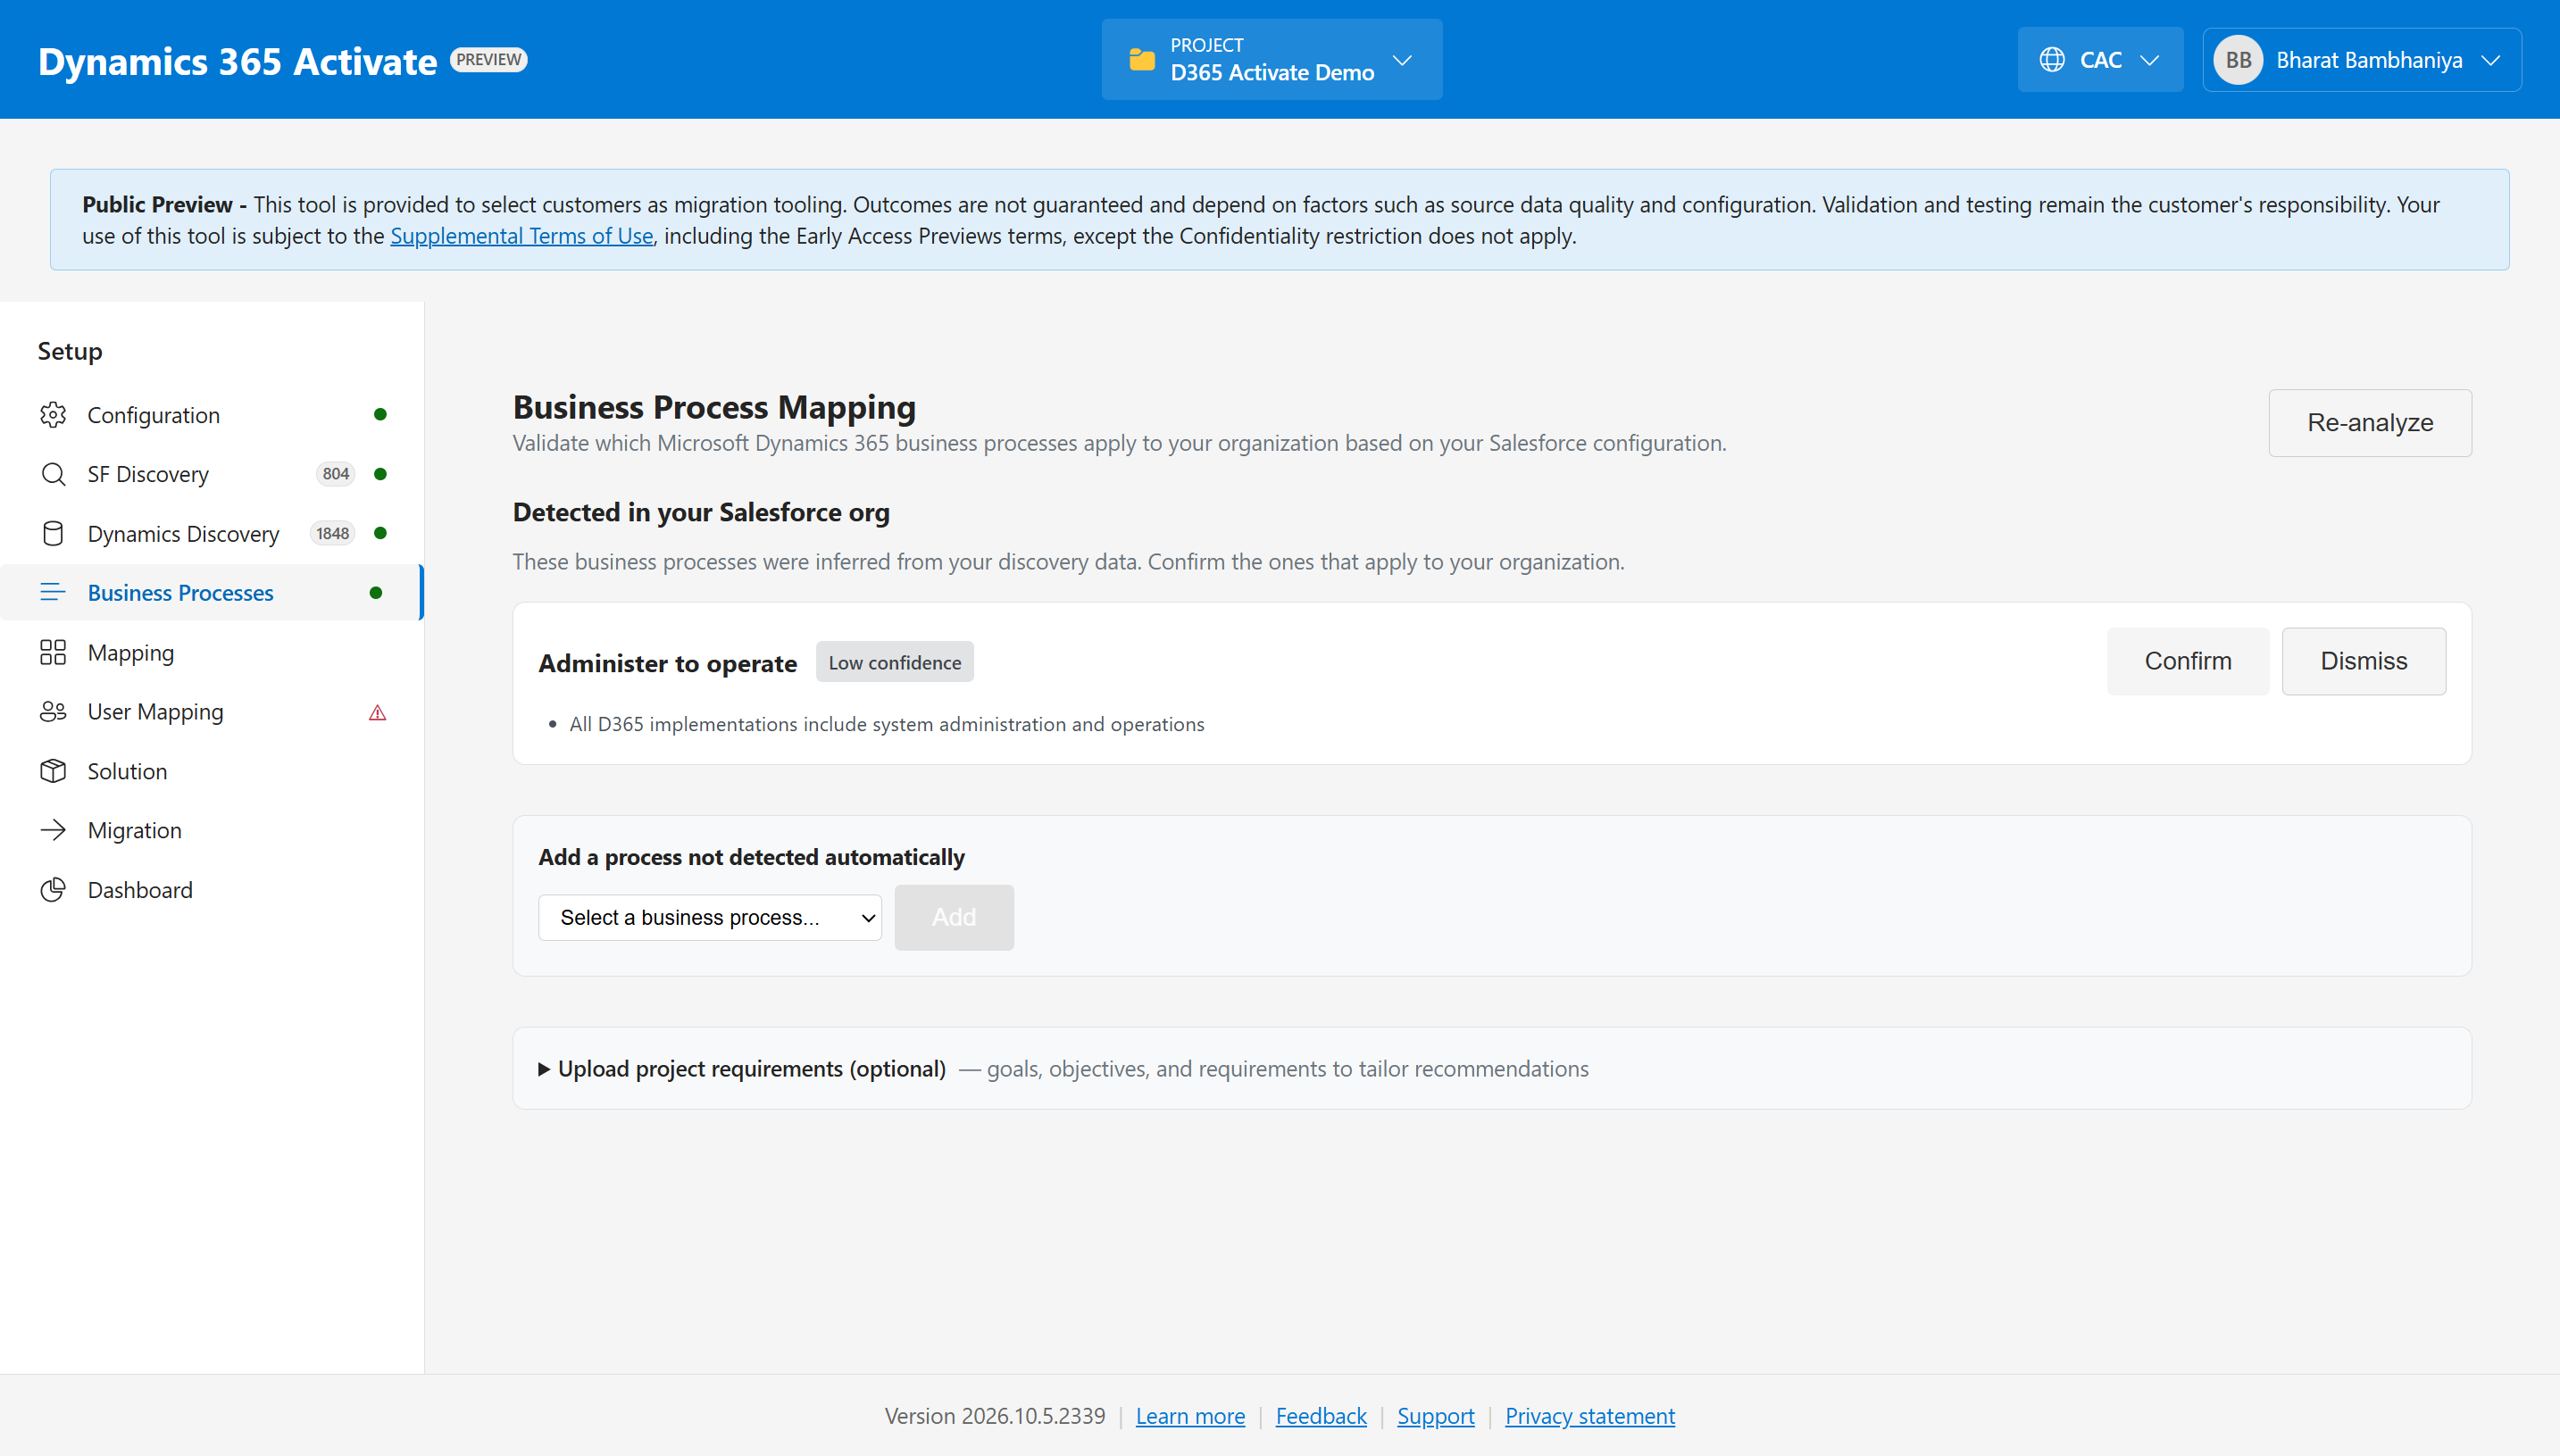 Dynamics 365 Activate PREVIEW
PROJECT
D365 Activate Demo
CAC
BB Bharat Bambhaniya
Public Preview - This tool is provided to select customers as migration tooling. Outcomes are not guaranteed and depend on factors such as source data quality and configuration. Validation and testing remain the customer's responsibility. Your
use of this tool is subject to the Supplemental Terms of Use, including the Early Access Previews terms, except the Confidentiality restriction does not apply.
Setup
Configuration
SF Discovery 804
Dynamics Discovery 1848
Business Processes
Mapping
User Mapping
Solution
Migration
Dashboard
Business Process Mapping
Validate which Microsoft Dynamics 365 business processes apply to your organization based on your Salesforce configuration.
Re-analyze
Detected in your Salesforce org
These business processes were inferred from your discovery data. Confirm the ones that apply to your organization.
Administer to operate Low confidence
Confirm Dismiss
• All D365 implementations include system administration and operations
Add a process not detected automatically
Select a business process... Add
Upload project requirements (optional) — goals, objectives, and requirements to tailor recommendations
Version 2026.10.5.2339 | Learn more | Feedback | Support | Privacy statement